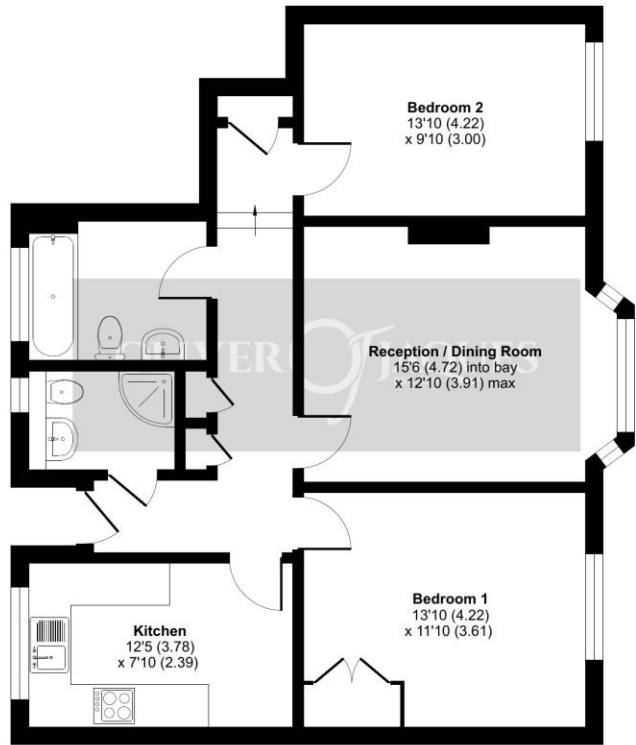 Bedroom 2
13'10 (4.22)
x 9'10 (3.00)
OLIVER JAQUES
Reception / Dining Room
15'6 (4.72) into bay
x 12'10 (3.91) max
Bedroom 1
13'10 (4.22)
x 11'10 (3.61)
Kitchen
12'5 (3.78)
x 7'10 (2.39)